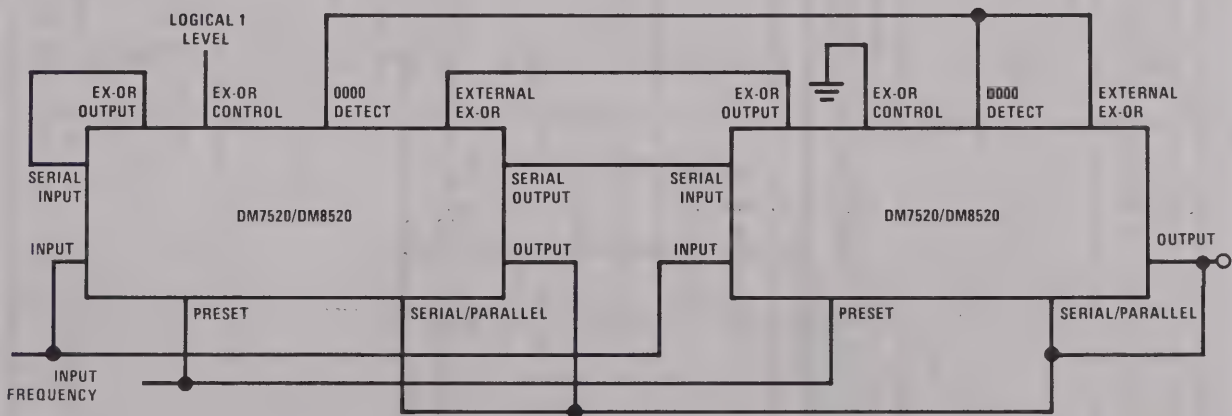 LOGICAL 1
LEVEL
EX-OR
OUTPUT
EX-OR
CONTROL
0000
DETECT
EXTERNAL
EX-OR
EX-OR
OUTPUT
EX-OR
CONTROL
0000
DETECT
EXTERNAL
EX-OR
SERIAL
INPUT
DM7520/DM8520
SERIAL
OUTPUT
SERIAL
INPUT
DM7520/DM8520
INPUT
OUTPUT
INPUT
OUTPUT
PRESET
SERIAL/PARALLEL
PRESET
SERIAL/PARALLEL
INPUT
FREQUENCY